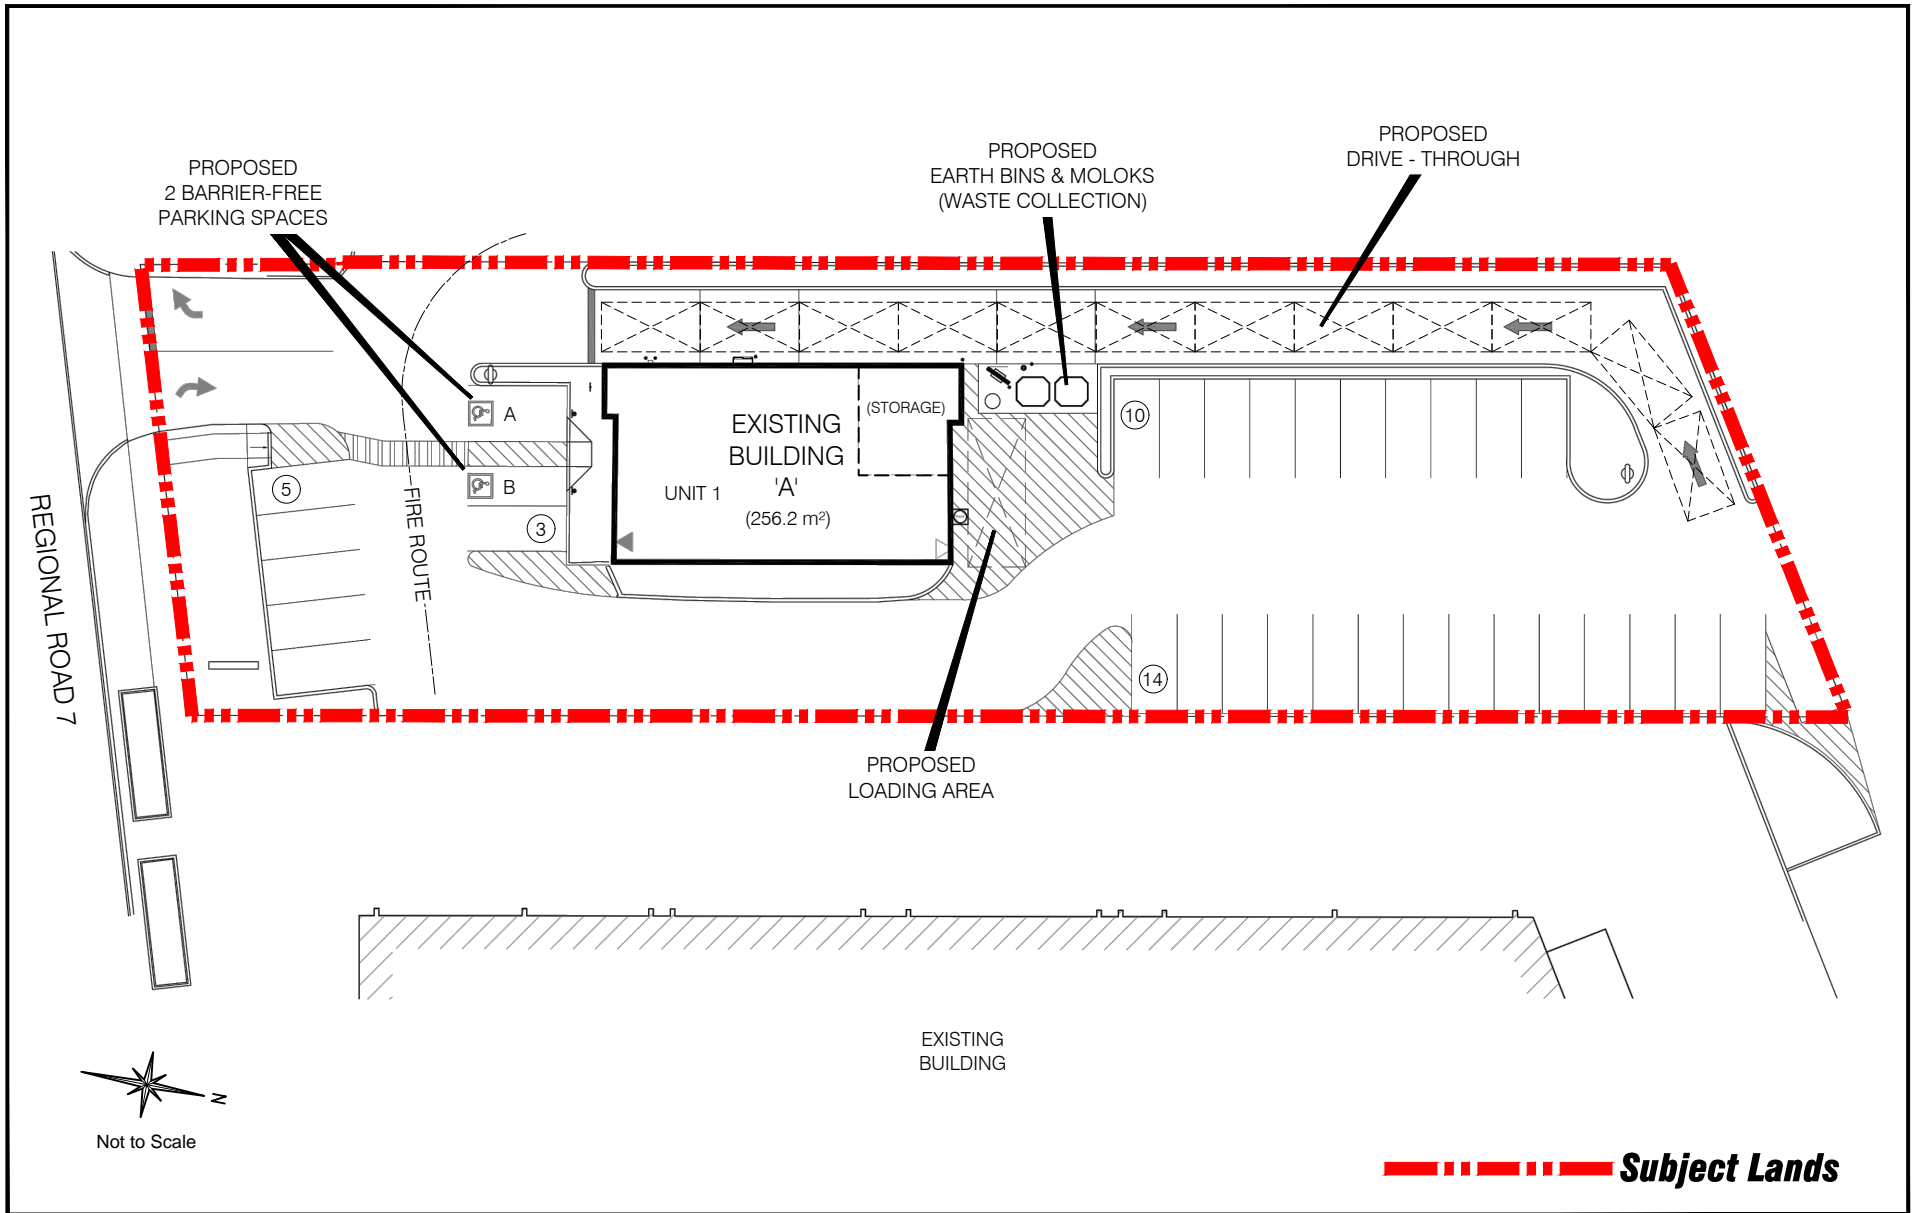 PROPOSED
DRIVE - THROUGH
PROPOSED
EARTH BINS & MOLOKS
(WASTE COLLECTION)
PROPOSED
2 BARRIER-FREE
PARKING SPACES
(STORAGE)
A
10
EXISTING
BUILDING
'A'
(256.2 m²)
UNIT 1
B
5
3
FIRE ROUTE
REGIONAL ROAD 7
14
PROPOSED
LOADING AREA
EXISTING
BUILDING
N
Not to Scale
Subject Lands